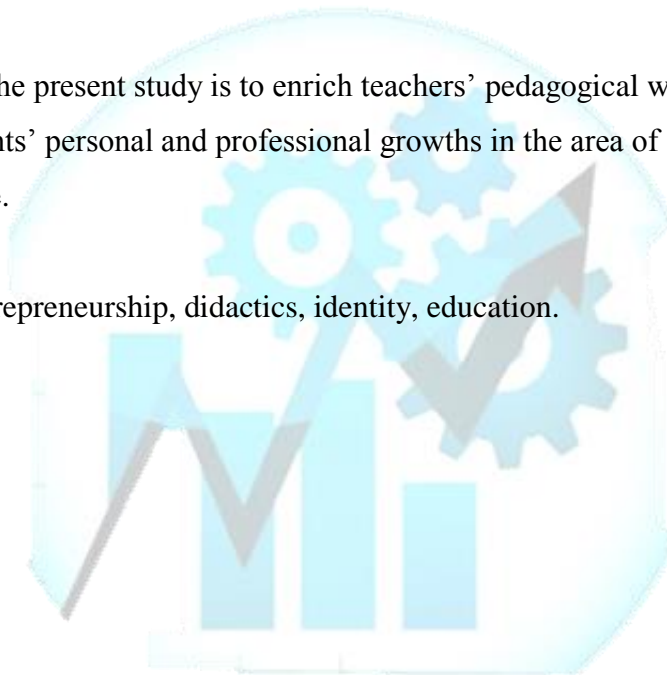 he present study is to enrich teachers’ pedagogical w
nts’ personal and professional growths in the area of
.
repreneurship, didactics, identity, education.